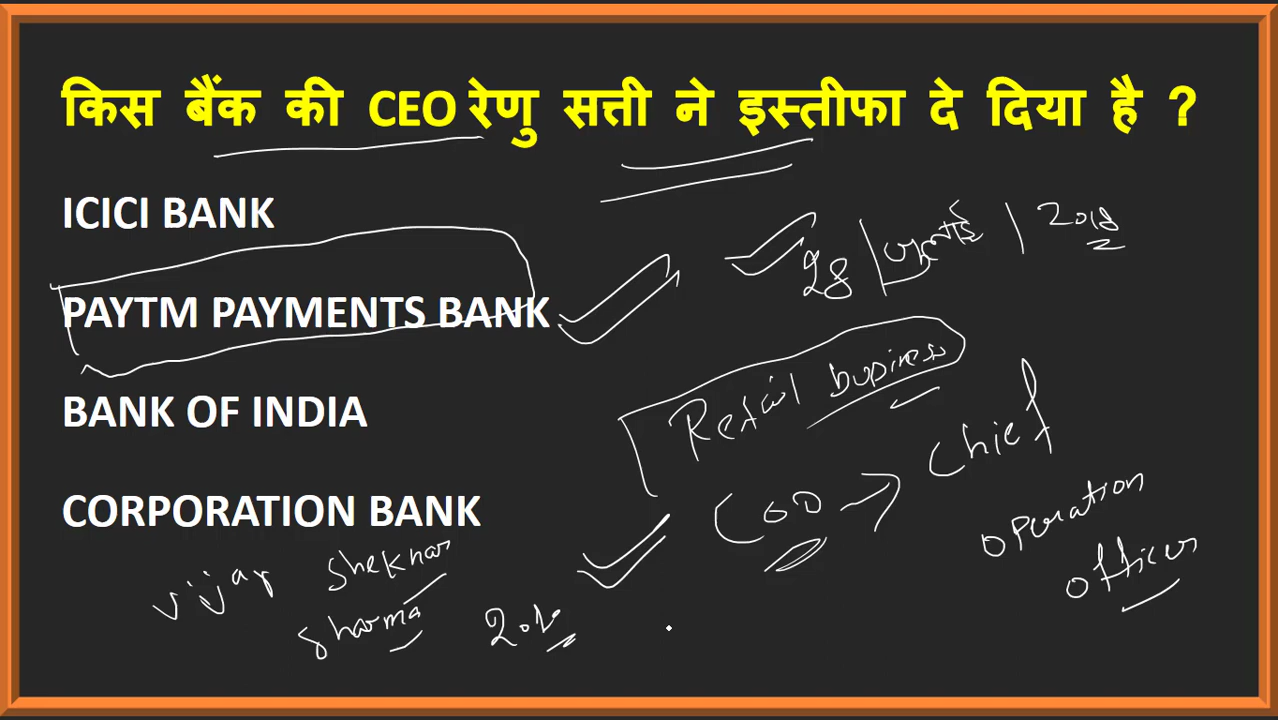 किस बैंक की CEO रेणु सत्ती ने इस्तीफा दे दिया है ?
ICICI BANK
28 | जुलाई | 2018
PAYTM PAYMENTS BANK
Retail business
BANK OF INDIA
COO → Chief
operation
officer
CORPORATION BANK
vijay shekhar
sharma